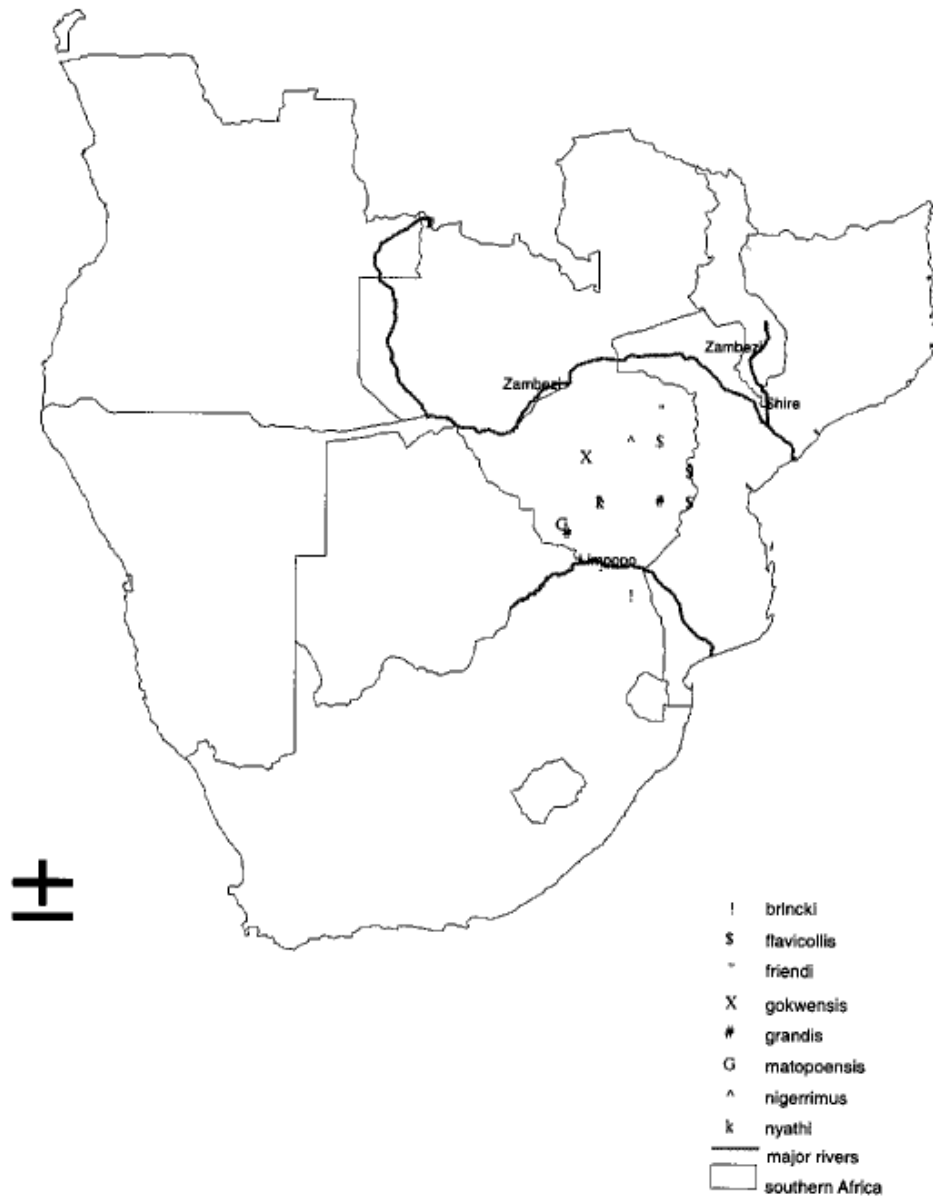 Zambezi
Zambezi
Shire
"
^
$
X
$
k
#
$
G
#
Limpopo
!
±
! brincki
$ flavicollis
" friendi
X gokwensis
# grandis
G matopoensis
^ nigerrimus
k nyathi
major rivers
southern Africa